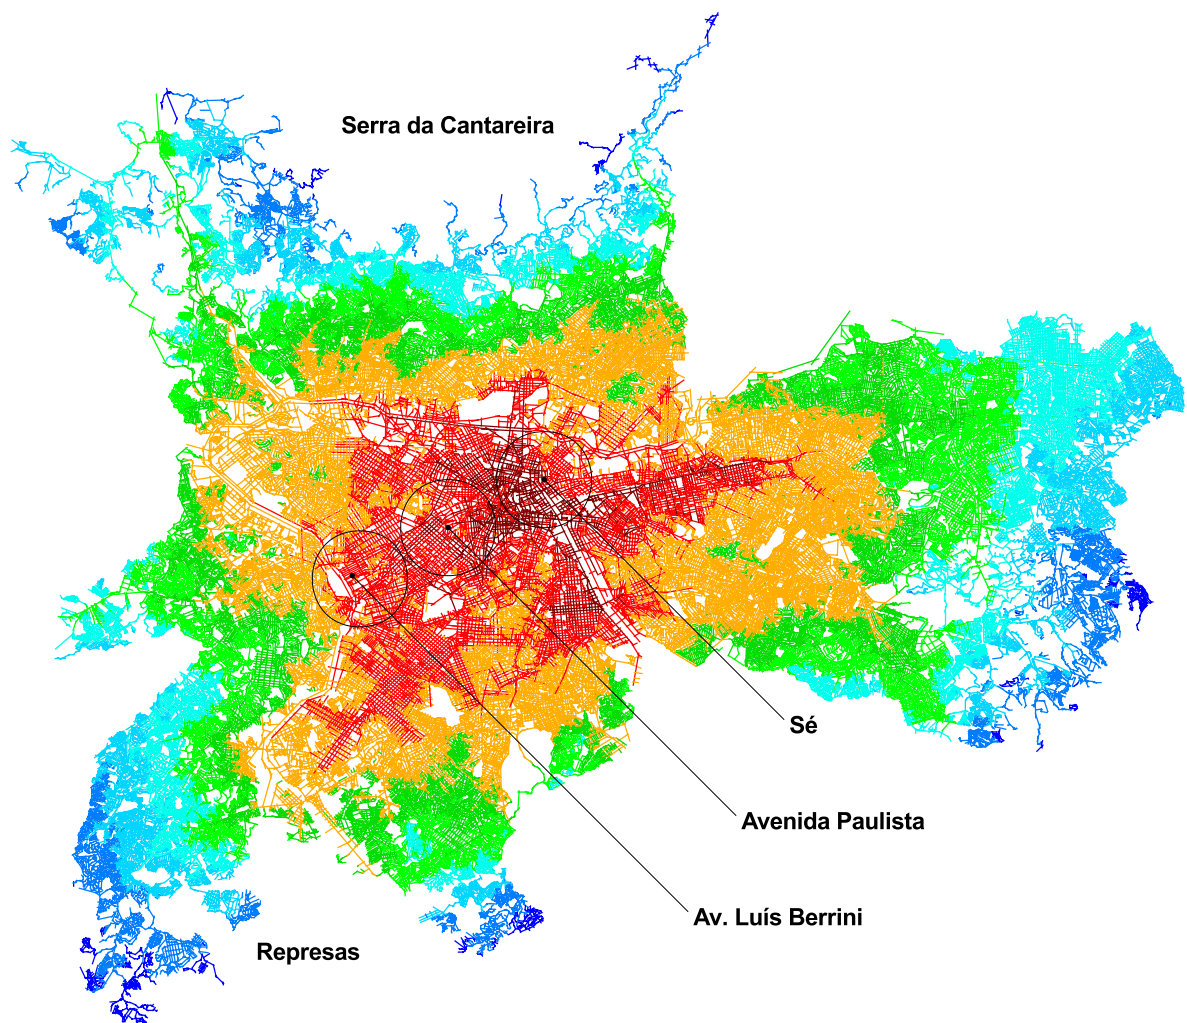 Serra da Cantareira
Sé
Avenida Paulista
Av. Luís Berrini
Represas